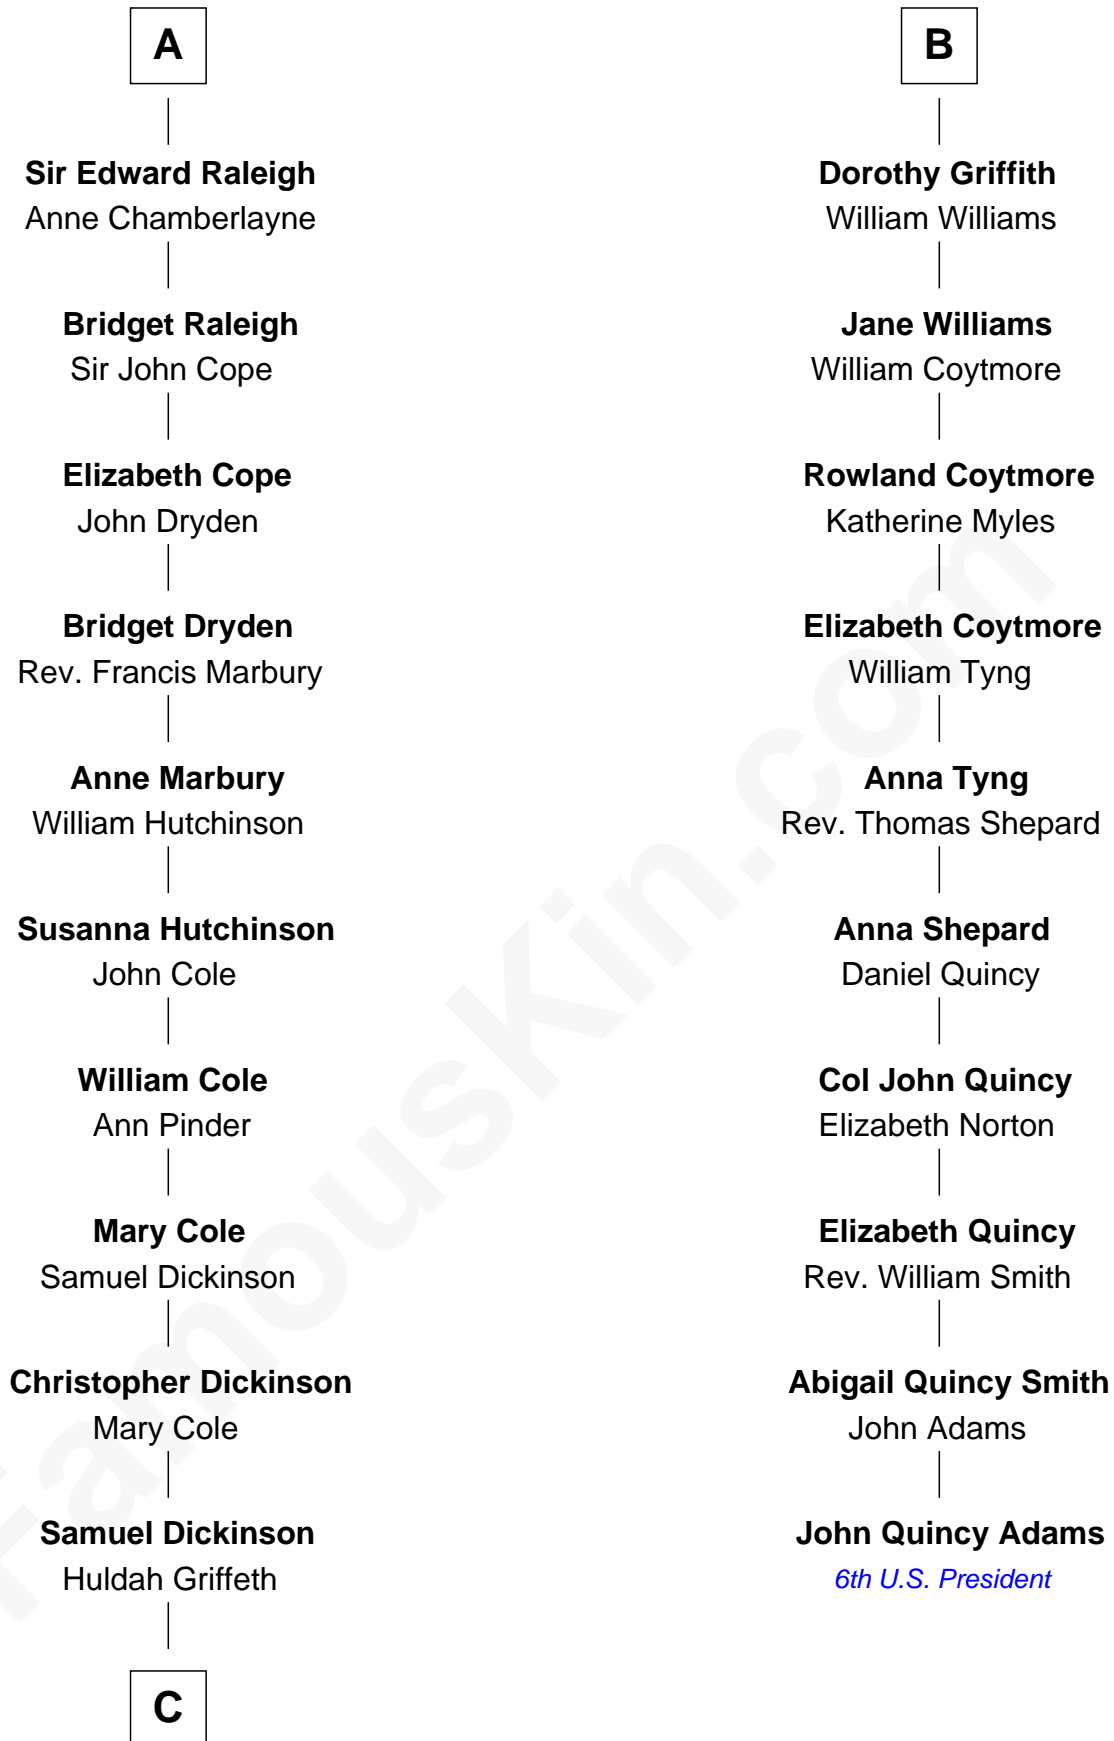 A
Sir Edward Raleigh
Anne Chamberlayne
Bridget Raleigh
Sir John Cope
Elizabeth Cope
John Dryden
Bridget Dryden
Rev. Francis Marbury
Anne Marbury
William Hutchinson
Susanna Hutchinson
John Cole
William Cole
Ann Pinder
Mary Cole
Samuel Dickinson
Christopher Dickinson
Mary Cole
Samuel Dickinson
Huldah Griffeth
C
B
Dorothy Griffith
William Williams
Jane Williams
William Coytmore
Rowland Coytmore
Katherine Myles
Elizabeth Coytmore
William Tyng
Anna Tyng
Rev. Thomas Shepard
Anna Shepard
Daniel Quincy
Col John Quincy
Elizabeth Norton
Elizabeth Quincy
Rev. William Smith
Abigail Quincy Smith
John Adams
John Quincy Adams
6th U.S. President
FamousKin.com